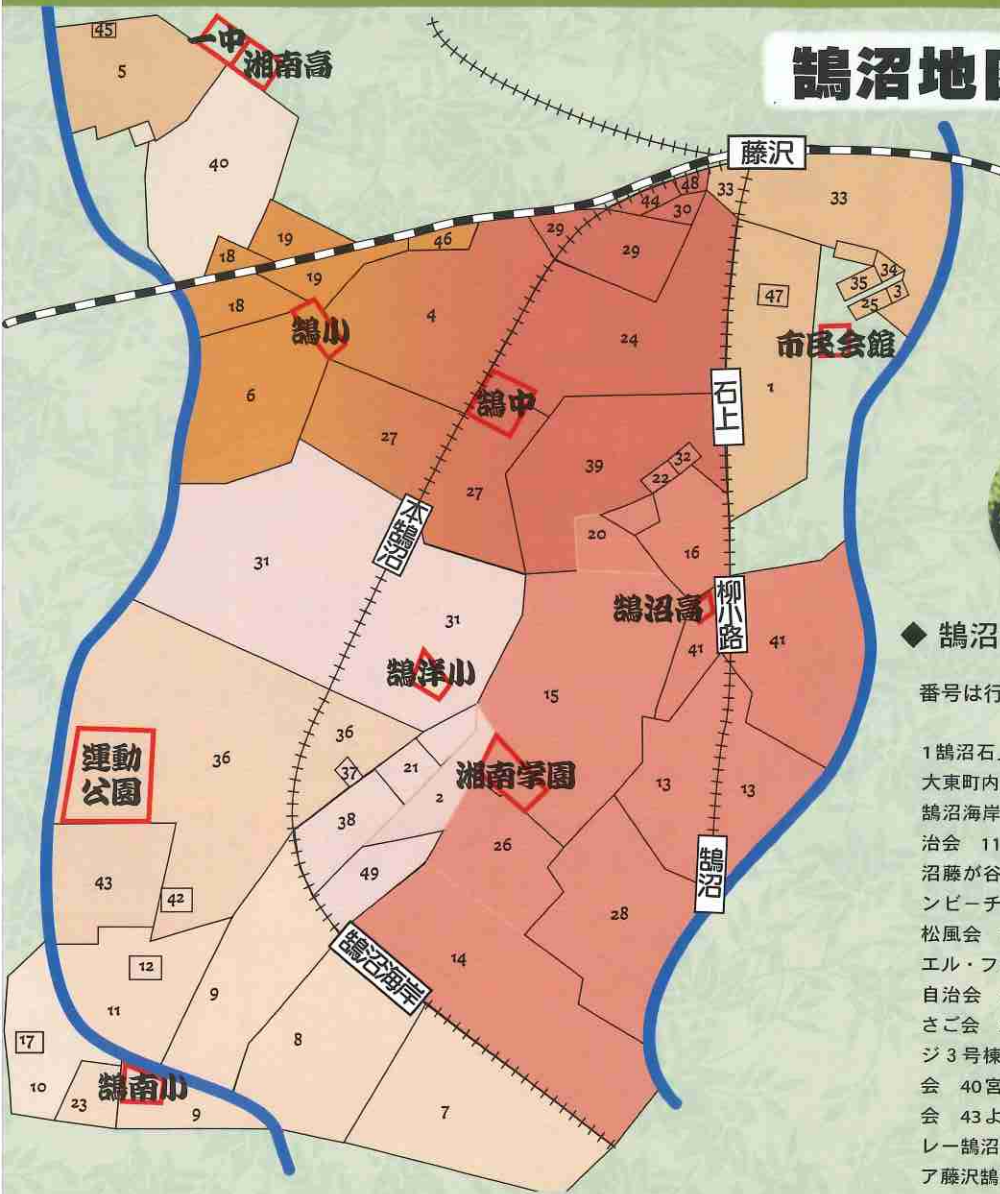 鵠沼地
45
一中
湘南高
5
40
藤沢
48
33
33
44
30
19
29
46
18
29
34
19
35
3
47
25
18
4
鵠小
24
市民会館
6
石上
1
鵠中
27
39
32
22
27
本鵠沼
20
16
31
柳小路
鵠沼高
31
41
41
◆ 鵠沼
鵠洋小
番号は行
15
36
36
1鵠沼石
運動
公園
37
21
湘南学園
大東町内
2
13
13
鵠沼海岸
38
治会 11
26
鵠沼
沼藤が谷
43
49
42
ンビーチ
28
松風会
鵠沼海岸
14
12
エル・フ
9
自治会
11
さご会
8
17
ジ3号棟
10
鵠南小
会 40宮
23
9
7
会 43よ
レー鵠沼
ア藤沢鵠